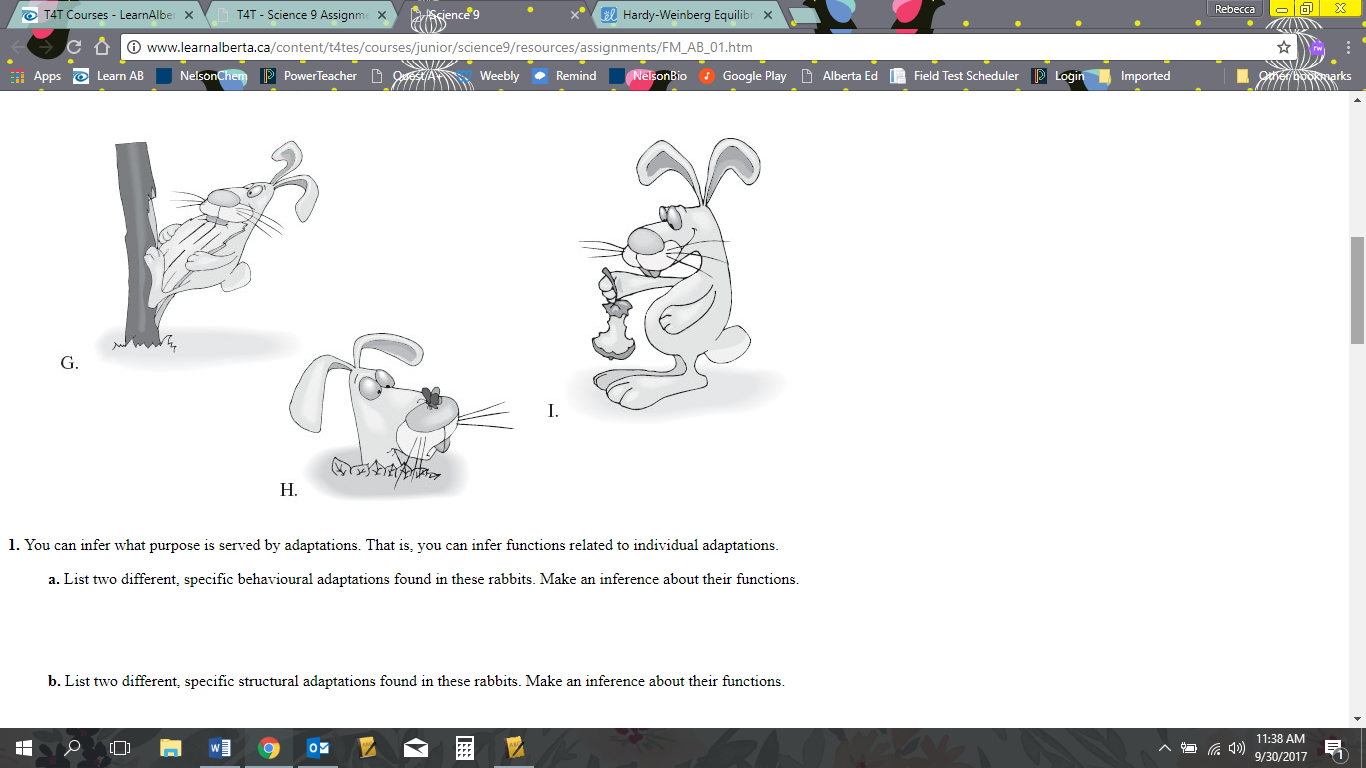 T4T Courses - LearnAlber
T4T - Science 9 Assignme
Science 9
Hardy-Weinberg Equilibr
Rebecca
www.learnalberta.ca/content/t4tes/courses/junior/science9/resources/assignments/FM_AB_01.htm
Apps Learn AB NelsonChem PowerTeacher Quest A+ Weebly Remind NelsonBio Google Play Alberta Ed Field Test Scheduler Login Imported Other bookmarks
G.
I.
H.
1. You can infer what purpose is served by adaptations. That is, you can infer functions related to individual adaptations.
a. List two different, specific behavioural adaptations found in these rabbits. Make an inference about their functions.
b. List two different, specific structural adaptations found in these rabbits. Make an inference about their functions.
11:38 AM
9/30/2017